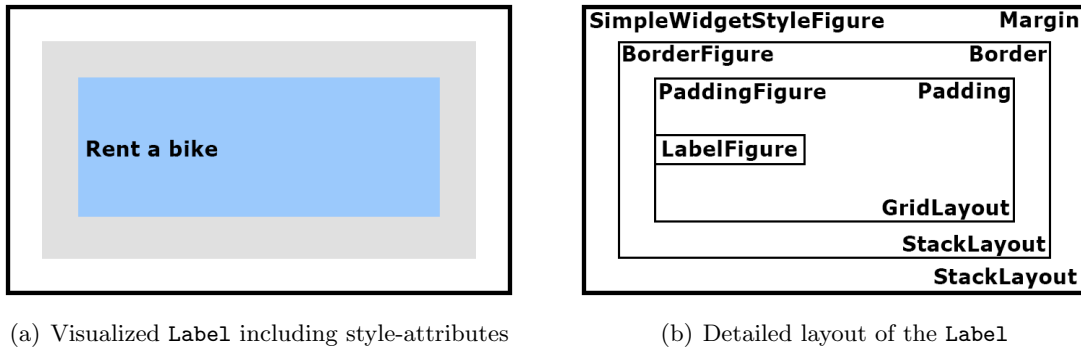 Rent a bike
SimpleWidgetStyleFigure Margin
BorderFigure Border
PaddingFigure Padding
LabelFigure
GridLayout
StackLayout
StackLayout
(a) Visualized Label including style-attributes
(b) Detailed layout of the Label